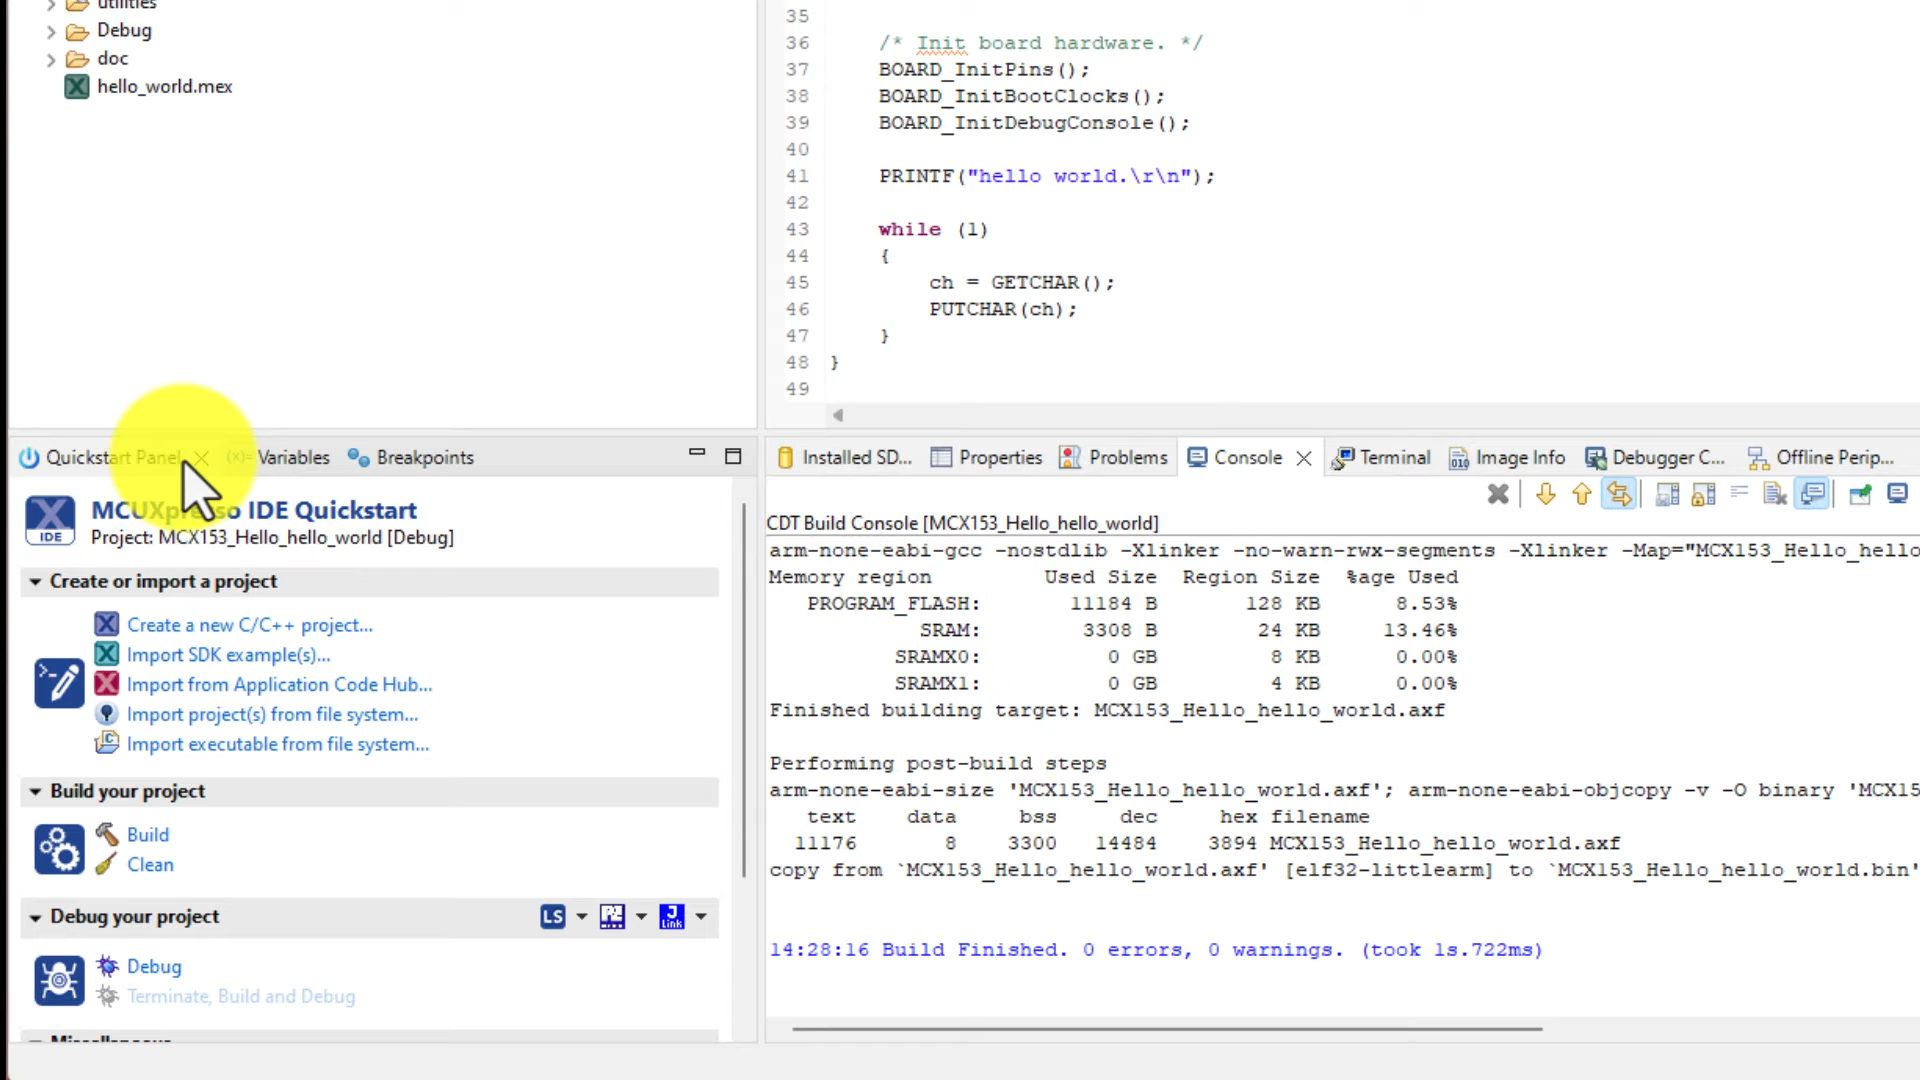 utilities
Debug
doc
hello_world.mex
35
36 /* Init board hardware. */
37 BOARD_InitPins();
38 BOARD_InitBootClocks();
39 BOARD_InitDebugConsole();
40
41 PRINTF("hello world.\r\n");
42
43 while (1)
44 {
45 ch = GETCHAR();
46 PUTCHAR(ch);
47 }
48 }
49
Quickstart Panel (x)= Variables Breakpoints
MCUXpresso IDE Quickstart
IDE
Project: MCX153_Hello_hello_world [Debug]
Create or import a project
Create a new C/C++ project...
Import SDK example(s)...
Import from Application Code Hub...
Import project(s) from file system...
Import executable from file system...
Build your project
Build
Clean
Debug your project
LS
Link
Debug
Terminate, Build and Debug
Miscellaneous
Installed SD... Properties Problems Console Terminal Image Info Debugger C... Offline Perip...
CDT Build Console [MCX153_Hello_hello_world]
arm-none-eabi-gcc -nostdlib -Xlinker -no-warn-rwx-segments -Xlinker -Map="MCX153_Hello_hello
Memory region Used Size Region Size %age Used
PROGRAM_FLASH: 11184 B 128 KB 8.53%
SRAM: 3308 B 24 KB 13.46%
SRAMX0: 0 GB 8 KB 0.00%
SRAMX1: 0 GB 4 KB 0.00%
Finished building target: MCX153_Hello_hello_world.axf
Performing post-build steps
arm-none-eabi-size 'MCX153_Hello_hello_world.axf'; arm-none-eabi-objcopy -v -O binary 'MCX15
text data bss dec hex filename
11176 8 3300 14484 3894 MCX153_Hello_hello_world.axf
copy from `MCX153_Hello_hello_world.axf' [elf32-littlearm] to `MCX153_Hello_hello_world.bin'
14:28:16 Build Finished. 0 errors, 0 warnings. (took 1s.722ms)